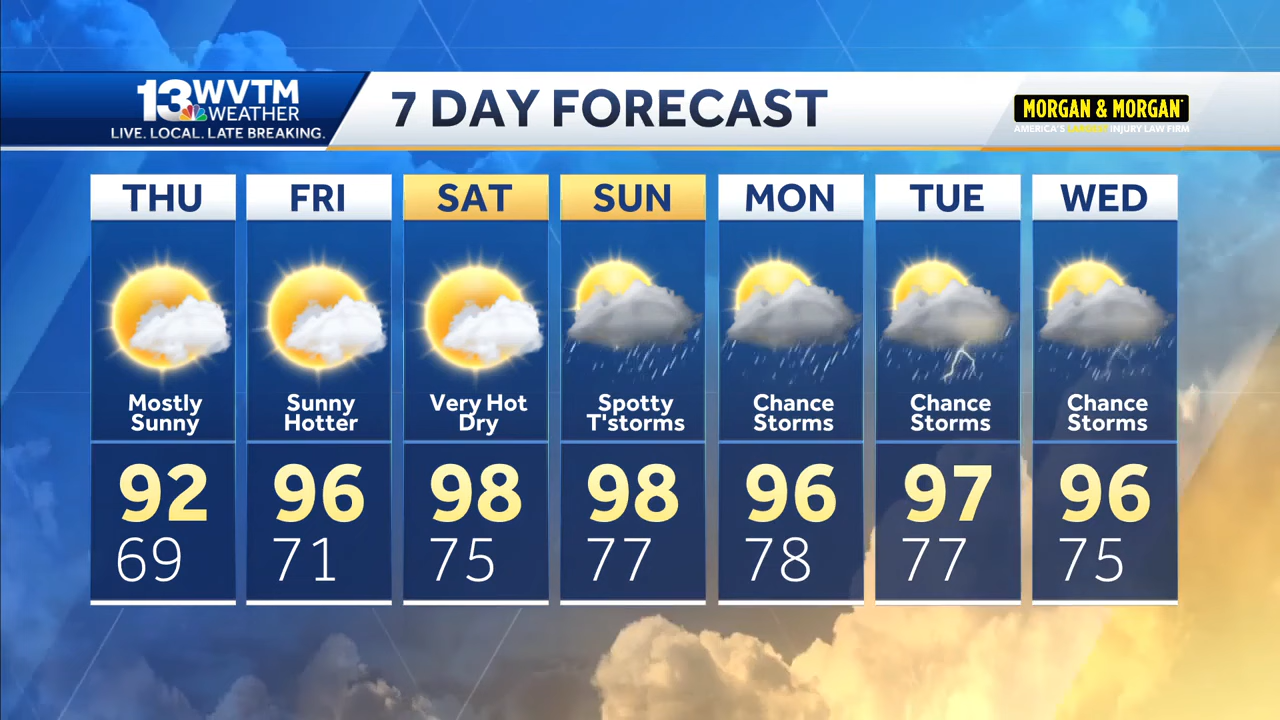 13 WVTM
WEATHER
LIVE. LOCAL. LATE BREAKING.
7 DAY FORECAST
MORGAN & MORGAN
AMERICA'S LARGEST INJURY LAW FIRM
THU
Mostly
Sunny
92
69
FRI
Sunny
Hotter
96
71
SAT
Very Hot
Dry
98
75
SUN
Spotty
T'storms
98
77
MON
Chance
Storms
96
78
TUE
Chance
Storms
97
77
WED
Chance
Storms
96
75